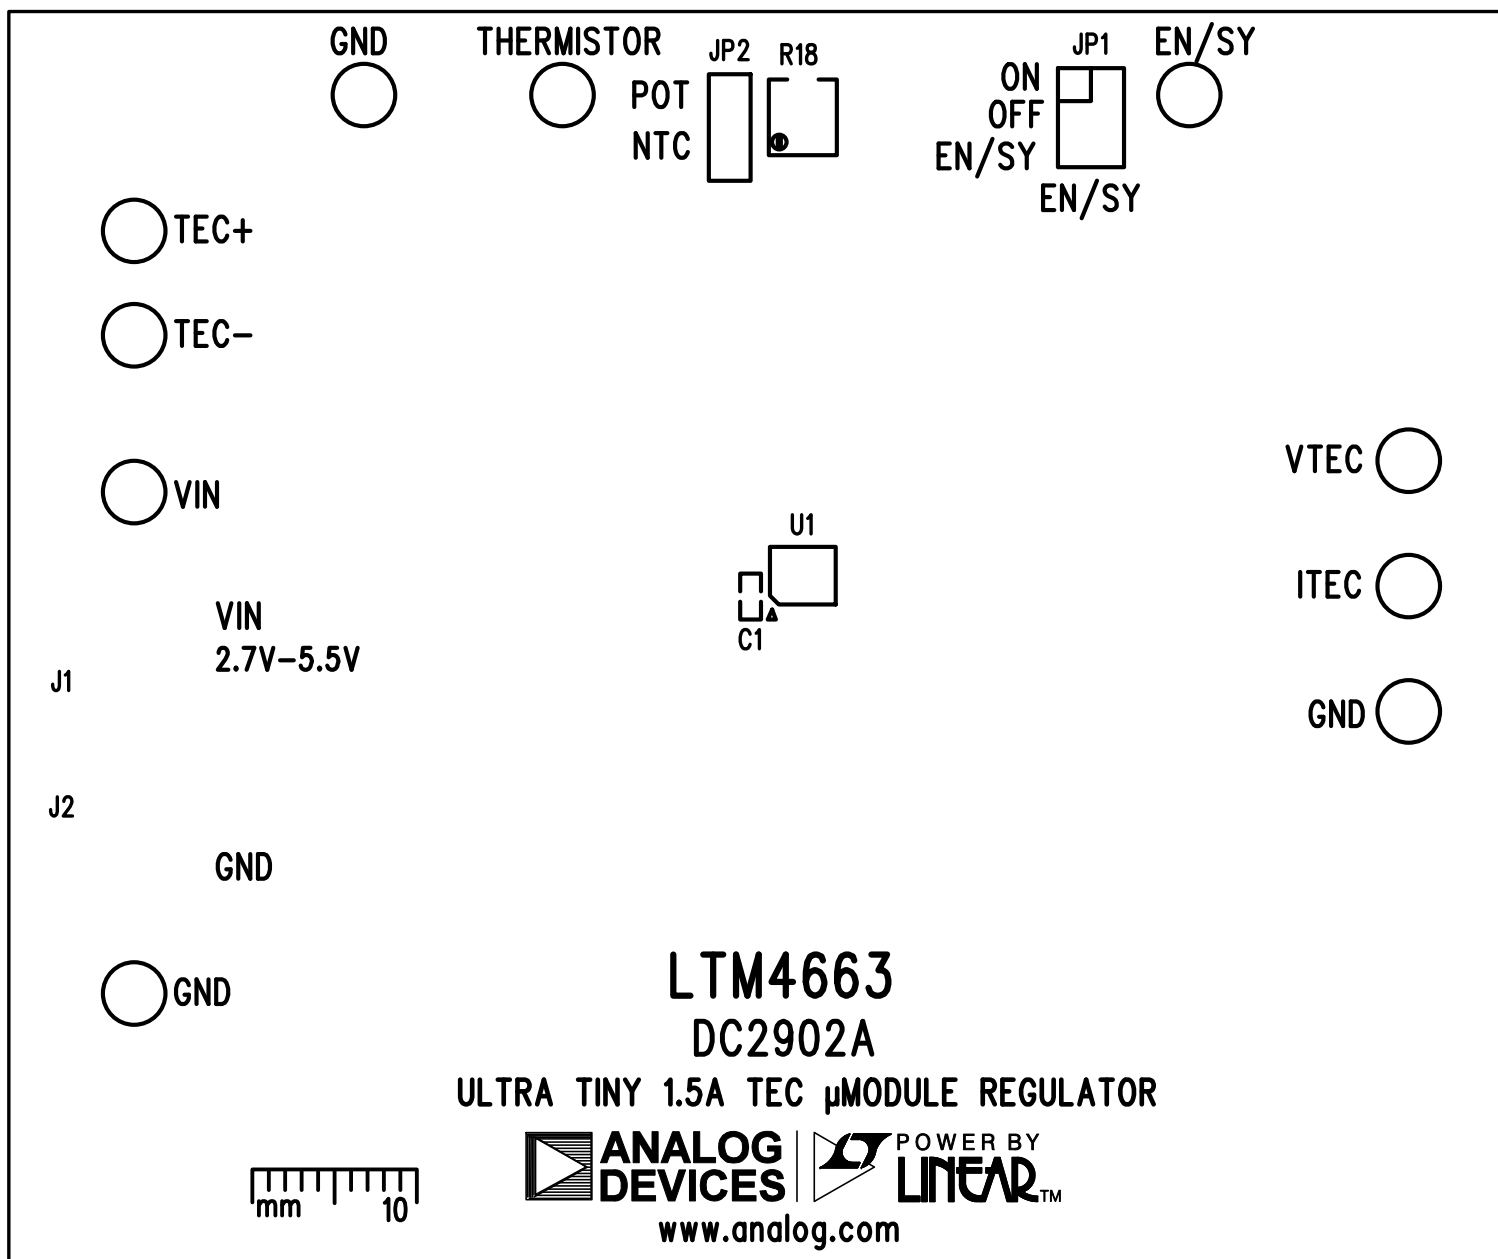 GND
THERMISTOR
JP2
R18
JP1
EN/SY
POT
NTC
ON
OFF
EN/SY
EN/SY
TEC+
TEC-
VIN
VTEC
U1
ITEC
C1
VIN
2.7V-5.5V
J1
GND
J2
GND
GND
LTM4663
DC2902A
ULTRA TINY 1.5A TEC µMODULE REGULATOR
ANALOG
DEVICES
POWER BY
LINEAR™
mm 10
www.analog.com